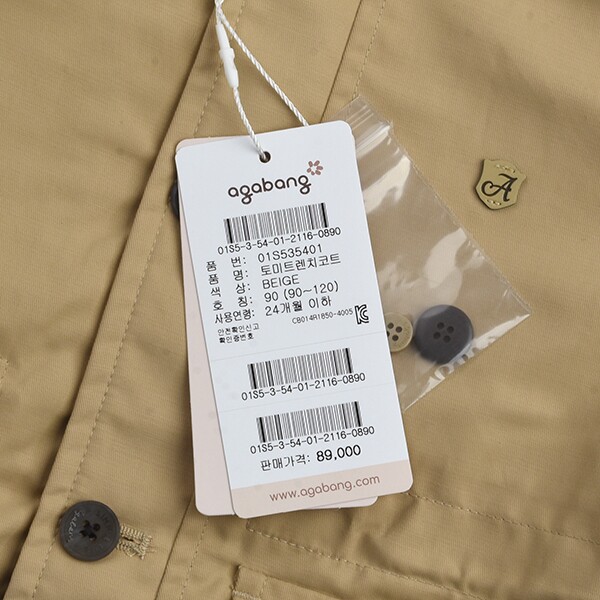 agabang
01S5-3-54-01-2116-0890
품 번: 01S535401
품 명: 토미트렌치코트
색 상: BEIGE
호 칭: 90 (90~120)
사용연령: 24개월 이하
안전확인신고
확인증번호 CB014R1850-4005
01S5-3-54-01-2116-0890
01S5-3-54-01-2116-0890
판매가격: 89,000
www.agabang.com
A